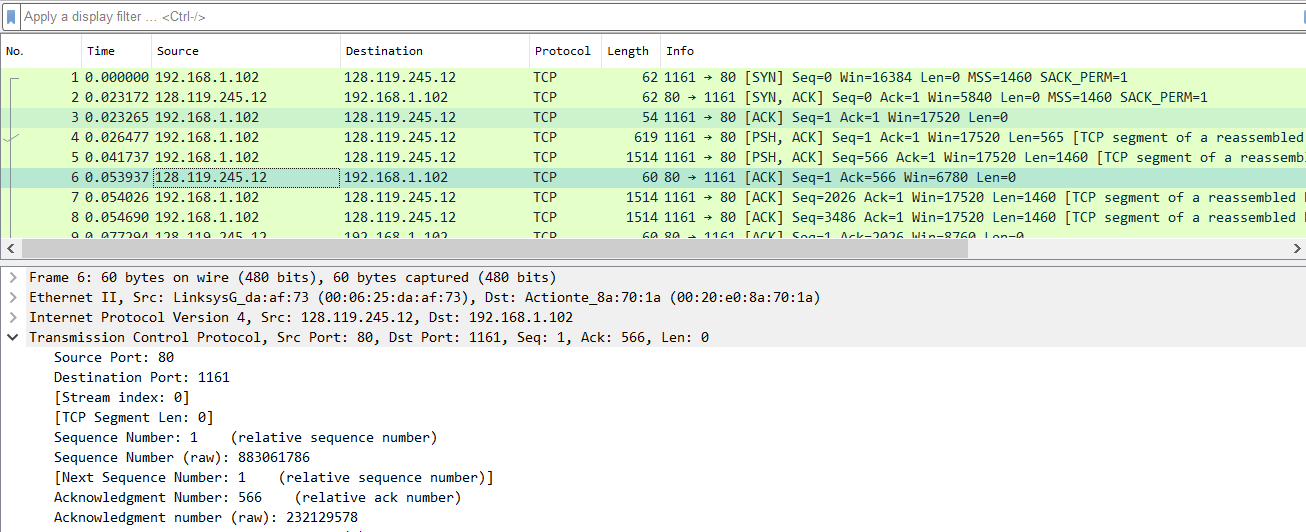 Apply a display filter ... <Ctrl-/>
No. Time Source Destination Protocol Length Info
1 0.000000 192.168.1.102 128.119.245.12 TCP 62 1161 → 80 [SYN] Seq=0 Win=16384 Len=0 MSS=1460 SACK_PERM=1
2 0.023172 128.119.245.12 192.168.1.102 TCP 62 80 → 1161 [SYN, ACK] Seq=0 Ack=1 Win=5840 Len=0 MSS=1460 SACK_PERM=1
3 0.023265 192.168.1.102 128.119.245.12 TCP 54 1161 → 80 [ACK] Seq=1 Ack=1 Win=17520 Len=0
4 0.026477 192.168.1.102 128.119.245.12 TCP 619 1161 → 80 [PSH, ACK] Seq=1 Ack=1 Win=17520 Len=565 [TCP segment of a reassembled
5 0.041737 192.168.1.102 128.119.245.12 TCP 1514 1161 → 80 [PSH, ACK] Seq=566 Ack=1 Win=17520 Len=1460 [TCP segment of a reassemb
6 0.053937 128.119.245.12 192.168.1.102 TCP 60 80 → 1161 [ACK] Seq=1 Ack=566 Win=6780 Len=0
7 0.054026 192.168.1.102 128.119.245.12 TCP 1514 1161 → 80 [ACK] Seq=2026 Ack=1 Win=17520 Len=1460 [TCP segment of a reassembled
8 0.054690 192.168.1.102 128.119.245.12 TCP 1514 1161 → 80 [ACK] Seq=3486 Ack=1 Win=17520 Len=1460 [TCP segment of a reassembled
9 0.077294 128.119.245.12 192.168.1.102 TCP 60 80 → 1161 [ACK] Seq=1 Ack=2026 Win=8760 Len=0
Frame 6: 60 bytes on wire (480 bits), 60 bytes captured (480 bits)
Ethernet II, Src: LinksysG_da:af:73 (00:06:25:da:af:73), Dst: Actionte_8a:70:1a (00:20:e0:8a:70:1a)
Internet Protocol Version 4, Src: 128.119.245.12, Dst: 192.168.1.102
Transmission Control Protocol, Src Port: 80, Dst Port: 1161, Seq: 1, Ack: 566, Len: 0
Source Port: 80
Destination Port: 1161
[Stream index: 0]
[TCP Segment Len: 0]
Sequence Number: 1 (relative sequence number)
Sequence Number (raw): 883061786
[Next Sequence Number: 1 (relative sequence number)]
Acknowledgment Number: 566 (relative ack number)
Acknowledgment number (raw): 232129578